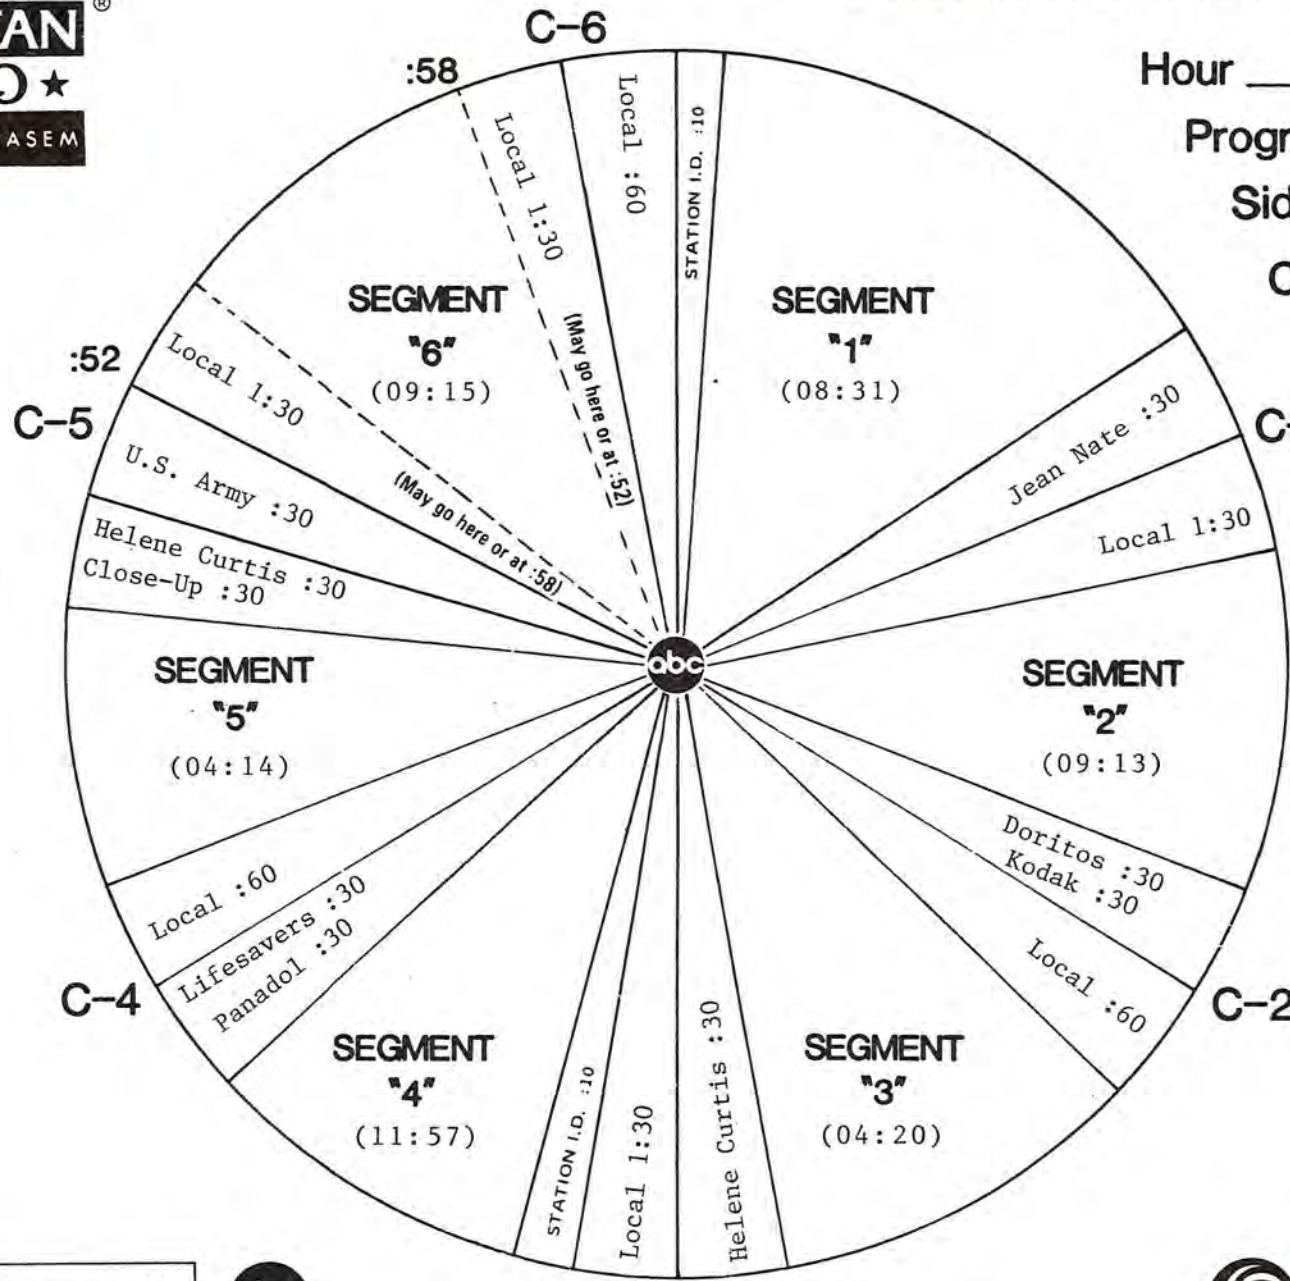 ®
ASEM
C-6
:58
Hour
Local 1:30
Local :60
STATION I.D. :10
SEGMENT
"6"
(09:15)
(May go here or at :52)
SEGMENT
"1"
(08:31)
:52
C-5
Local 1:30
(May go here or at :58)
U.S. Army :30
Helene Curtis :30
Close-Up :30
Jean Nate :30
Local 1:30
abc
SEGMENT
"5"
(04:14)
SEGMENT
"2"
(09:13)
Doritos :30
Kodak :30
Local :60
C-2
Local :60
Lifesavers :30
Panadol :30
C-4
SEGMENT
"4"
(11:57)
STATION I.D. :10
Local 1:30
Helene Curtis :30
SEGMENT
"3"
(04:20)